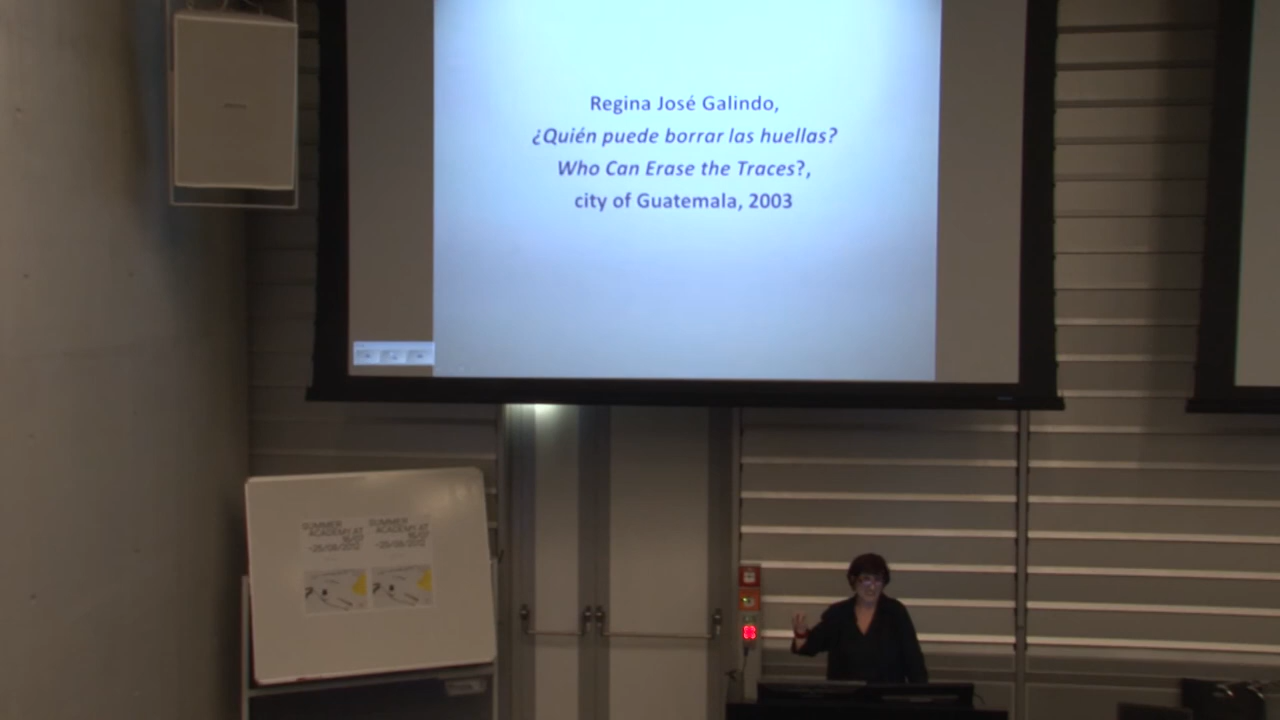 Regina José Galindo,
¿Quién puede borrar las huellas?
Who Can Erase the Traces?,
city of Guatemala, 2003
SUMMER
ACADEMY AT
SUMMER
ACADEMY AT